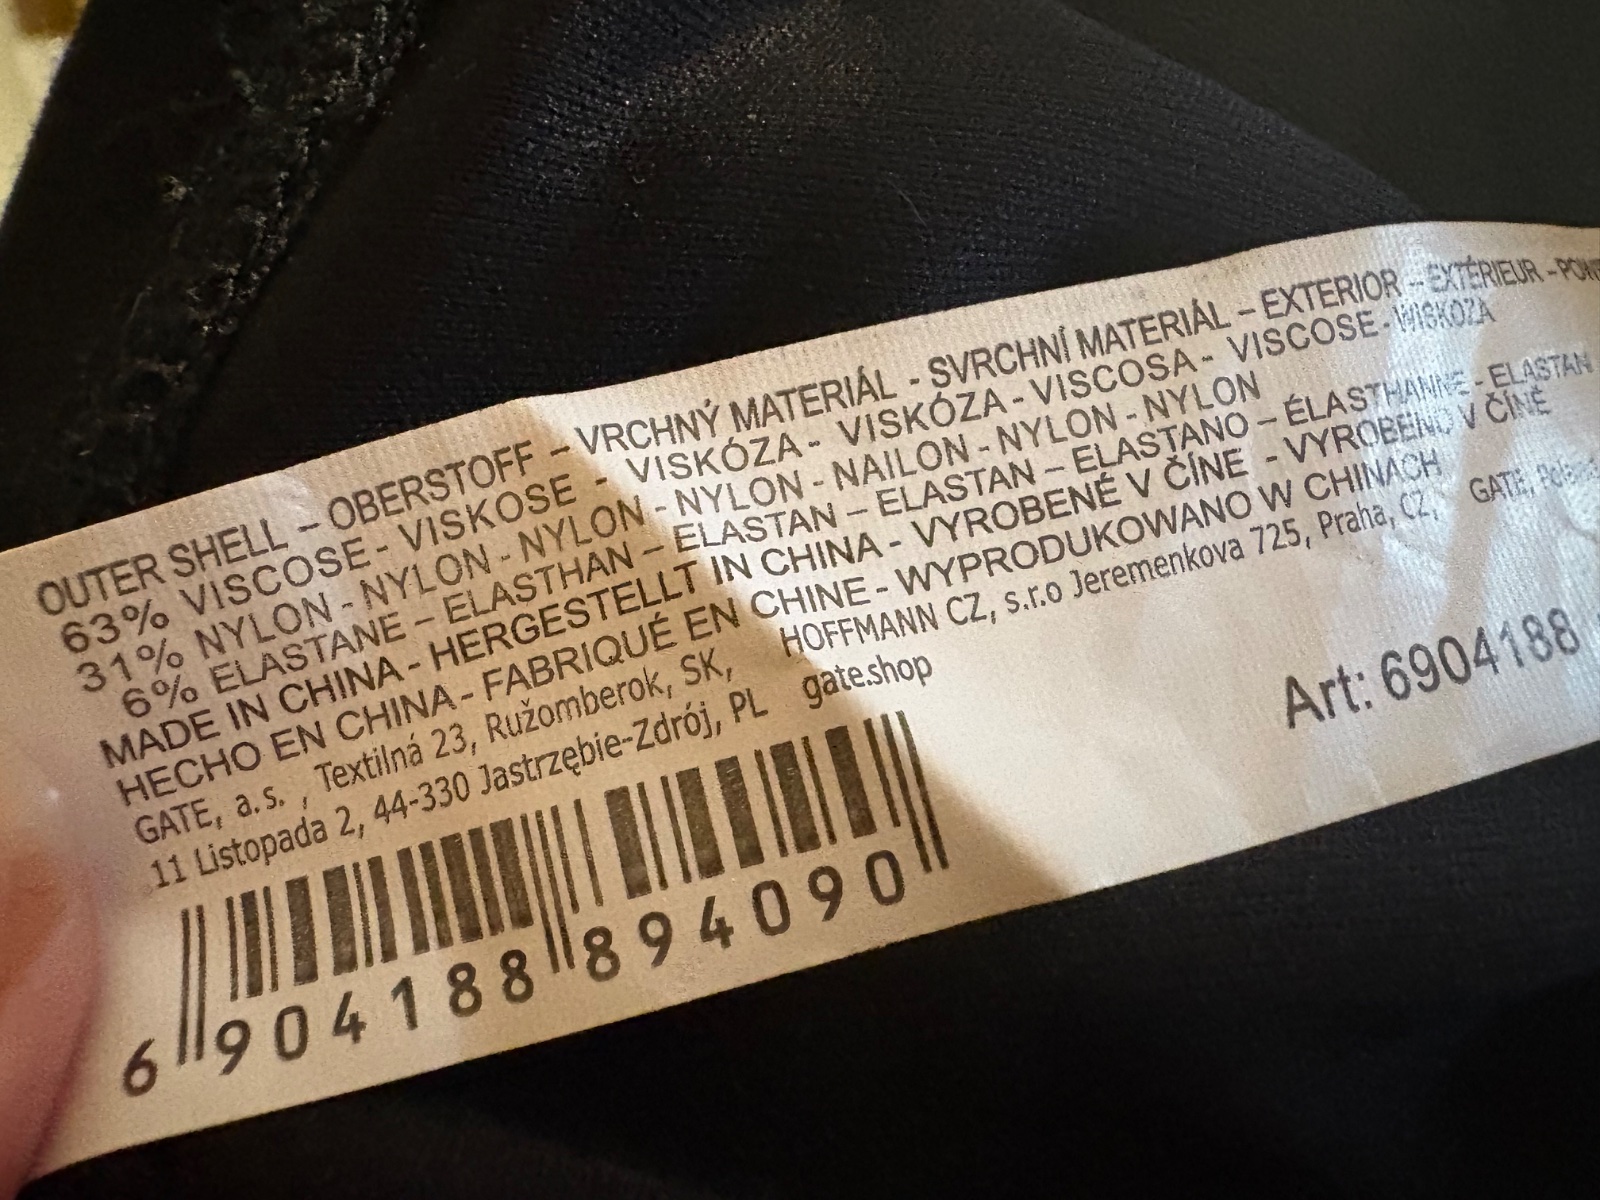 OUTER SHELL – OBERSTOFF – VRCHNÝ MATERIÁL - SVRCHNÍ MATERIÁL – EXTERIOR – EXTÉRIEUR -
63% VISCOSE - VISKOSE - VISKÓZA - VISKÓZA - VISCOSA - VISCOSE - WISKOZA
31% NYLON - NYLON - NYLON - NYLON - NAILON - NYLON - NYLON
6% ELASTANE – ELASTHAN – ELASTAN – ELASTAN – ELASTANO – ÉLASTHANNE - ELASTAN
MADE IN CHINA - HERGESTELLT IN CHINA - VYROBENÉ V ČÍNE - VYROBENO V ČÍNĚ
HECHO EN CHINA - FABRIQUÉ EN CHINE - WYPRODUKOWANO W CHINACH
GATE, a.s. , Textilná 23, Ružomberok, SK, HOFFMANN CZ, s.r.o Jeremenkova 725, Praha, CZ, GATE,
11 Listopada 2, 44-330 Jastrzębie-Zdrój, PL gate.shop
Art: 6904188
6 904188 894090